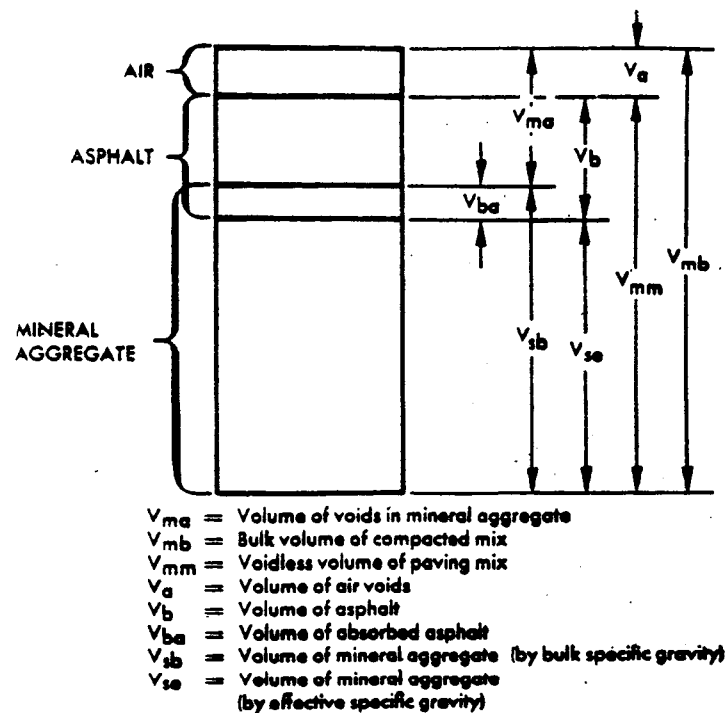 AIR
ASPHALT
MINERAL
AGGREGATE
Va
Vma
Vb
Vba
Vmb
Vmm
Vsb
Vse
Vma = Volume of voids in mineral aggregate
Vmb = Bulk volume of compacted mix
Vmm = Voidless volume of paving mix
Va = Volume of air voids
Vb = Volume of asphalt
Vba = Volume of absorbed asphalt
Vsb = Volume of mineral aggregate (by bulk specific gravity)
Vse = Volume of mineral aggregate
(by effective specific gravity)